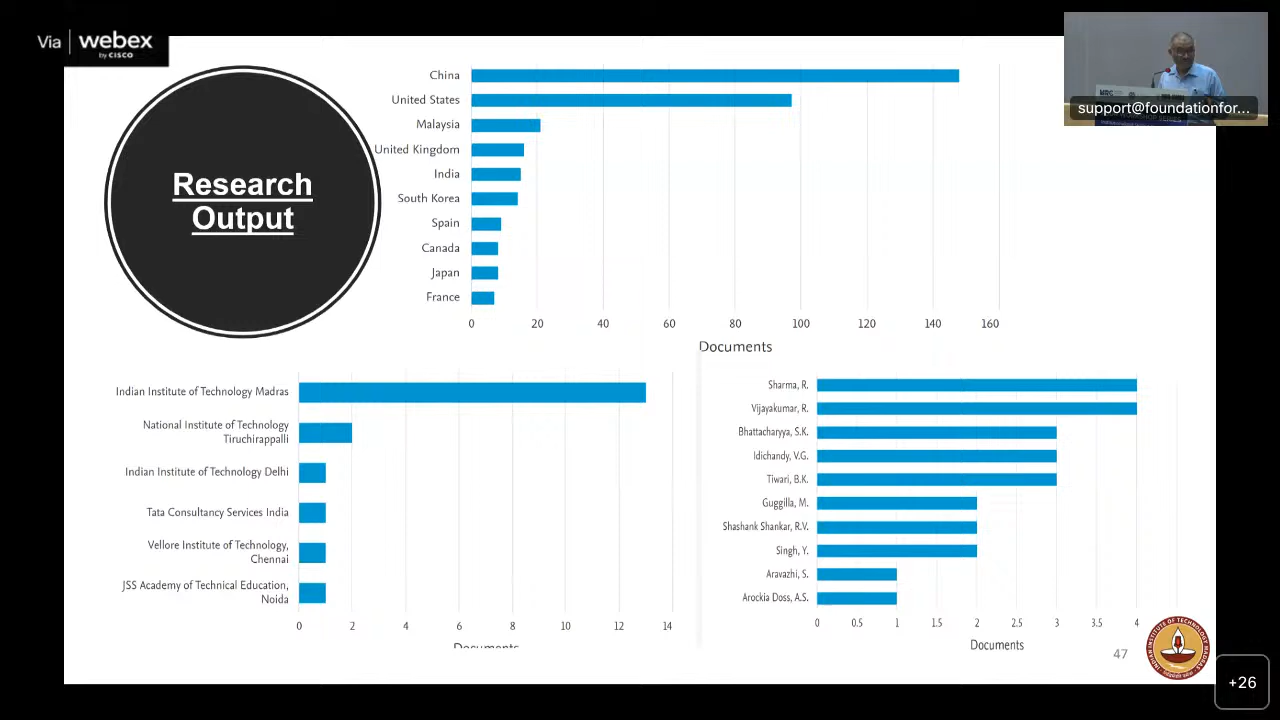 Via webex
by CISCO
support@foundationfor...
Research
Output
China
United States
Malaysia
United Kingdom
India
South Korea
Spain
Canada
Japan
France
0 20 40 60 80 100 120 140 160
Documents
Indian Institute of Technology Madras
National Institute of Technology
Tiruchirappalli
Indian Institute of Technology Delhi
Tata Consultancy Services India
Vellore Institute of Technology,
Chennai
JSS Academy of Technical Education,
Noida
0 2 4 6 8 10 12 14
Documents
Sharma, R.
Vijayakumar, R.
Bhattacharyya, S.K.
Idichandy, V.G.
Tiwari, B.K.
Guggilla, M.
Shashank Shankar, R.V.
Singh, Y.
Aravazhi, S.
Arockia Doss, A.S.
0 0.5 1 1.5 2 2.5 3 3.5 4
Documents
47
+26